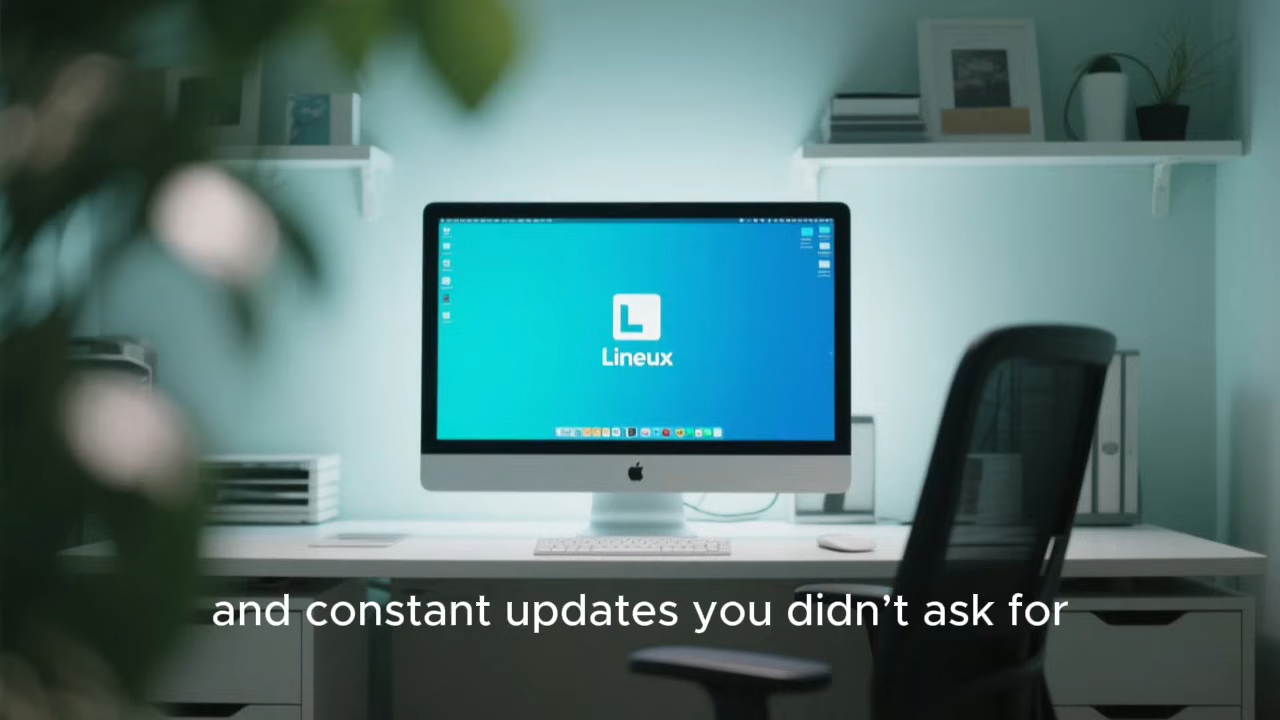 L
Lineux
and constant updates you didn't ask for